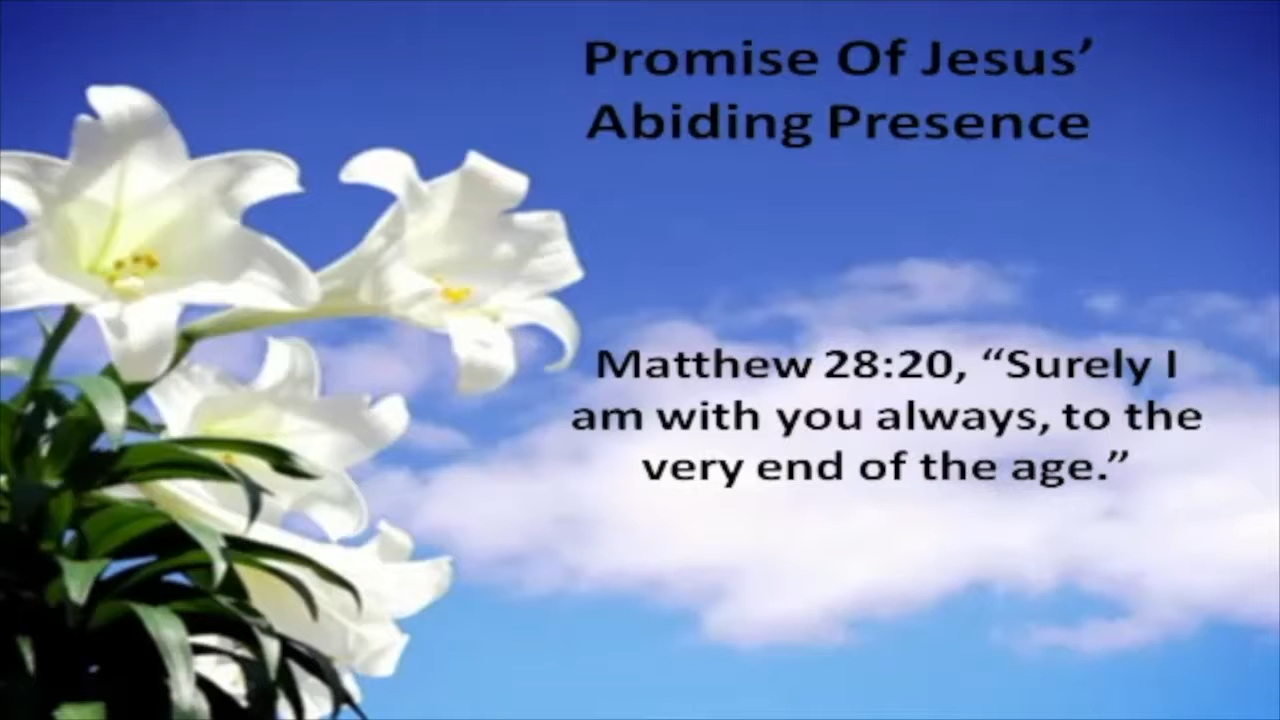 Promise Of Jesus’
Abiding Presence
Matthew 28:20, “Surely I
am with you always, to the
very end of the age.”